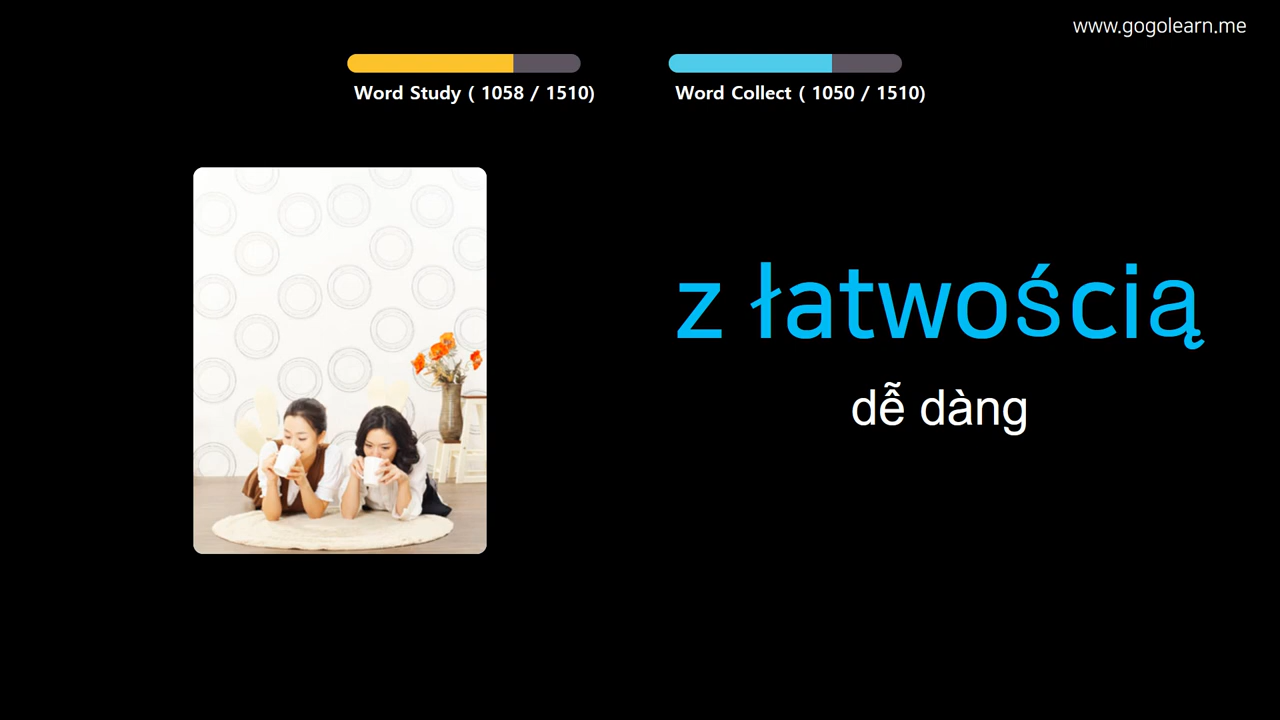 www.gogolearn.me
Word Study ( 1058 / 1510)
Word Collect ( 1050 / 1510)
z łatwością
dễ dàng